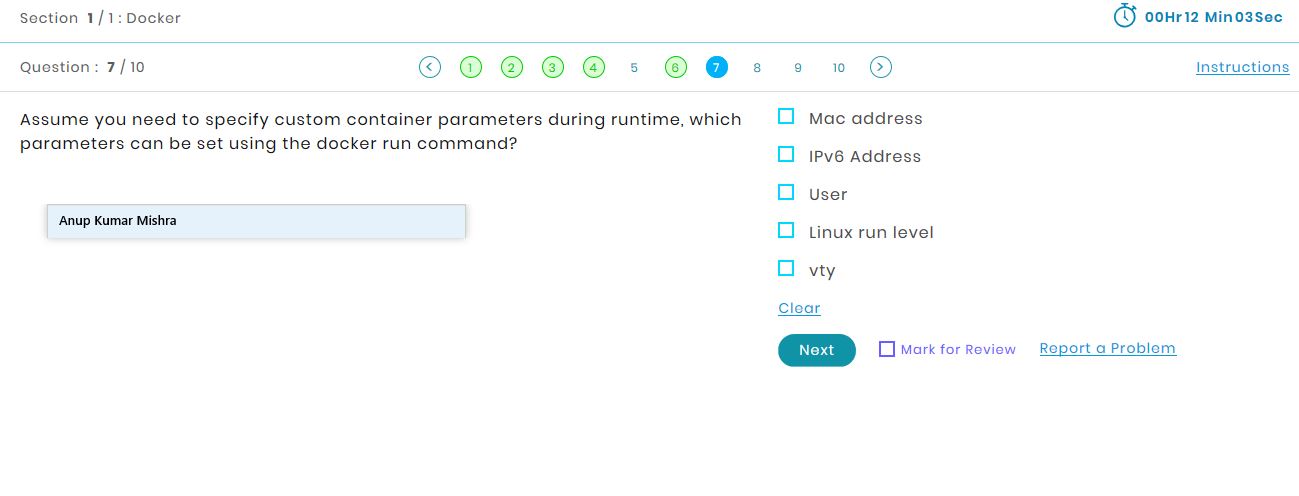 Section 1 / 1 : Docker
00Hr 12 Min 03Sec
Question : 7 / 10
1 2 3 4 5 6 7 8 9 10
Instructions
Assume you need to specify custom container parameters during runtime, which
parameters can be set using the docker run command?
Anup Kumar Mishra
Mac address
IPv6 Address
User
Linux run level
vty
Clear
Next
Mark for Review
Report a Problem